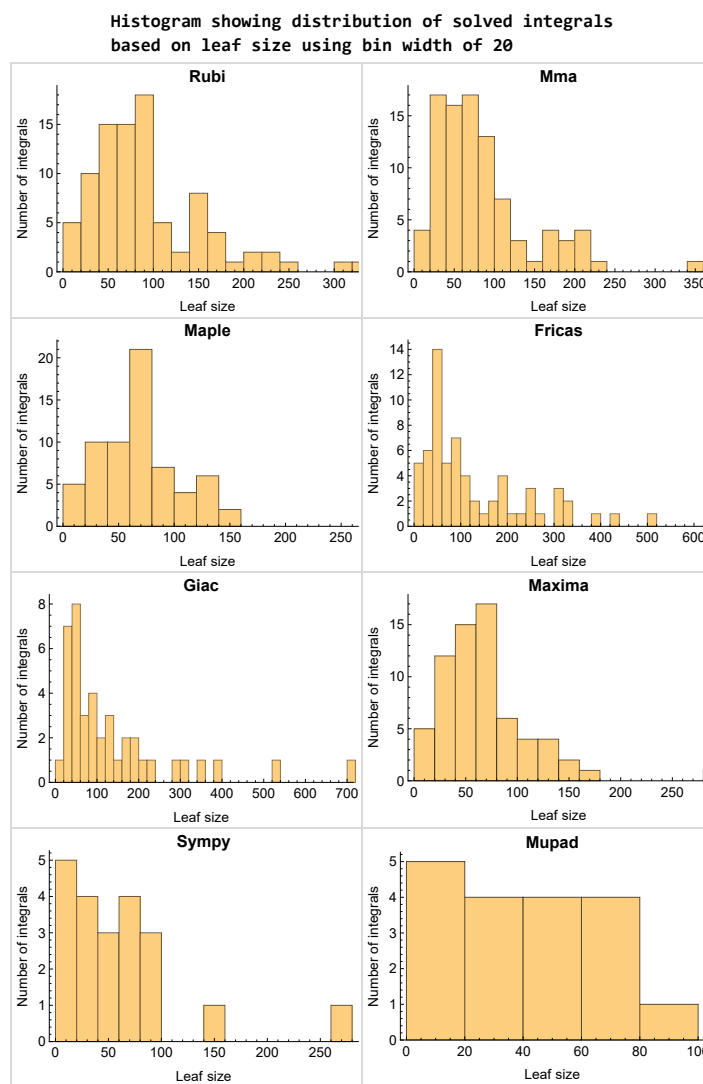 Histogram showing distribution of solved integrals
based on leaf size using bin width of 20
Rubi
Number of integrals
15
10
5
0
0 50 100 150 200 250 300
Leaf size
Mma
Number of integrals
15
10
5
0
0 50 100 150 200 250 300 350
Leaf size
Maple
Number of integrals
20
15
10
5
0
0 50 100 150 200 250
Leaf size
Fricas
Number of integrals
14
12
10
8
6
4
2
0
0 100 200 300 400 500 600
Leaf size
Giac
Number of integrals
8
6
4
2
0
0 100 200 300 400 500 600 700
Leaf size
Maxima
Number of integrals
15
10
5
0
0 50 100 150 200 250
Leaf size
Sympy
Number of integrals
5
4
3
2
1
0
0 50 100 150 200 250
Leaf size
Mupad
Number of integrals
5
4
3
2
1
0
0 20 40 60 80 100
Leaf size